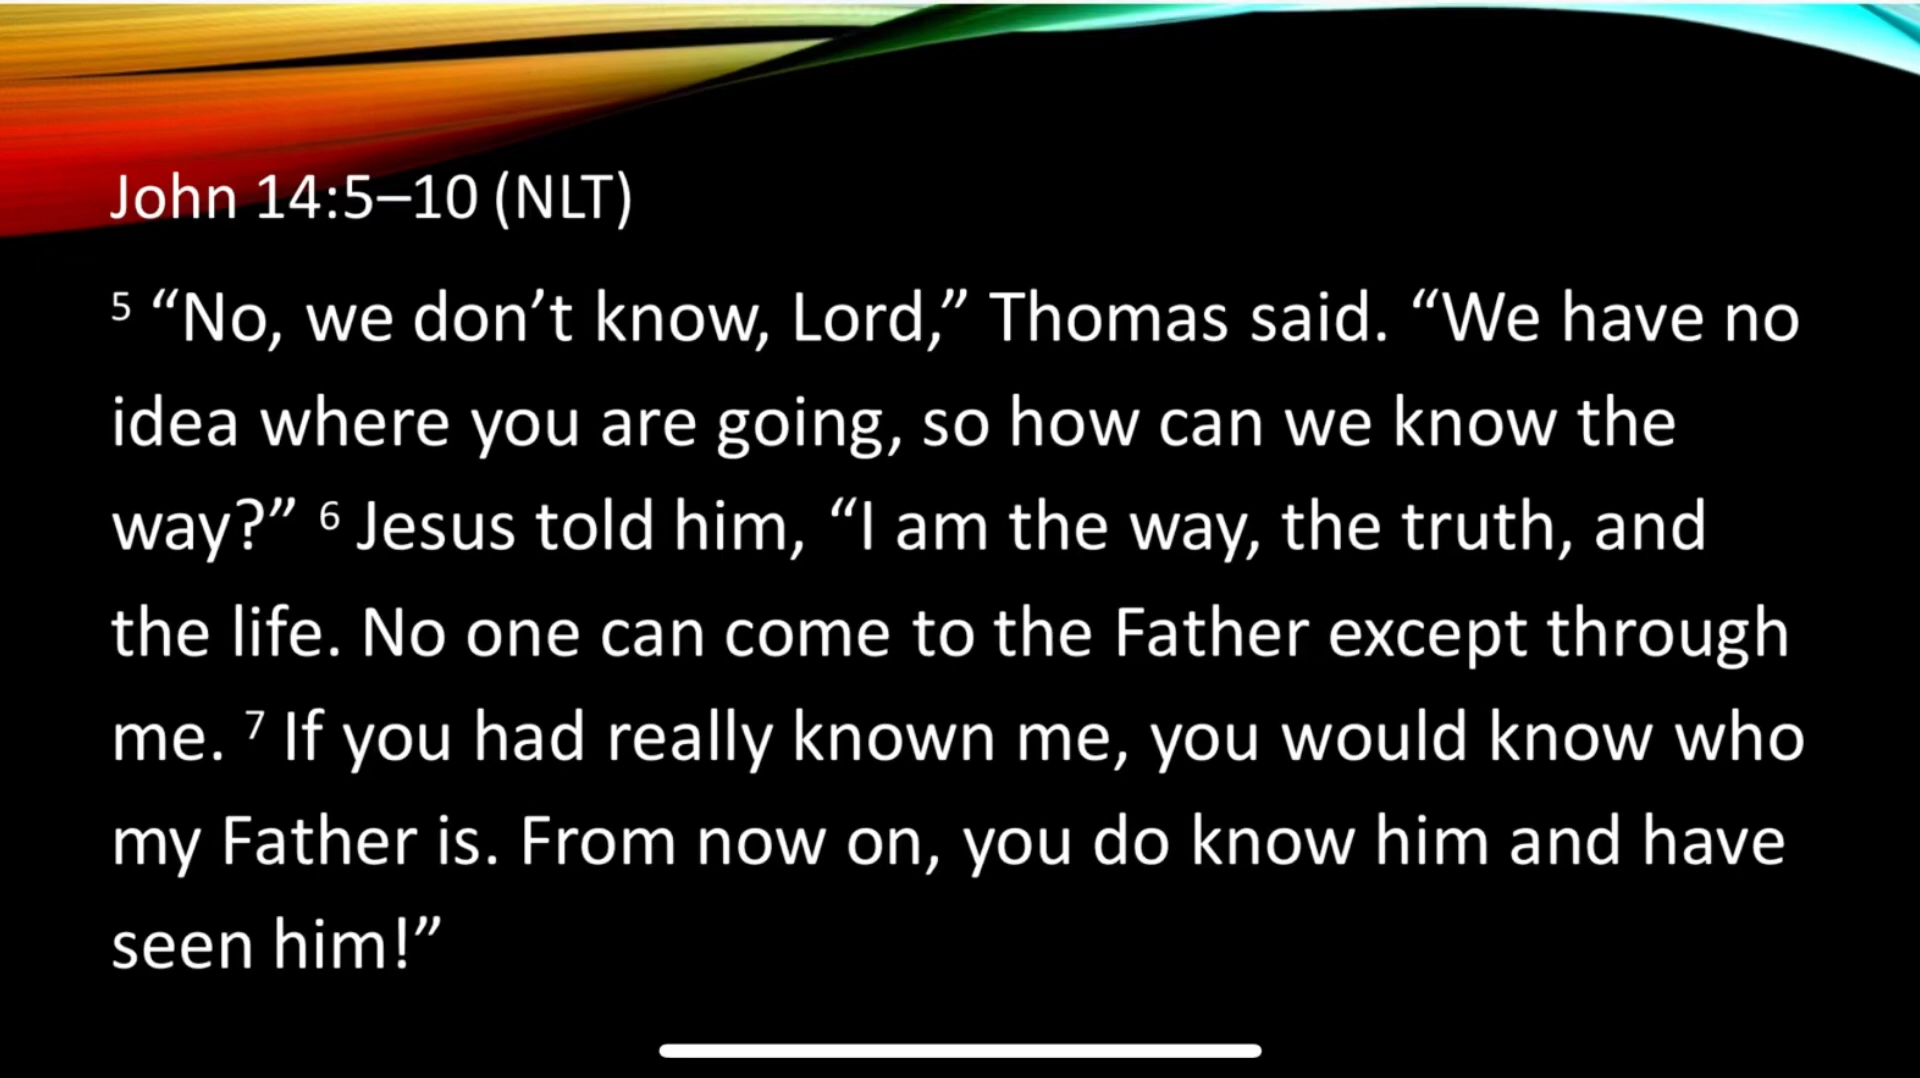 John 14:5–10 (NLT)
⁵ “No, we don’t know, Lord,” Thomas said. “We have no
idea where you are going, so how can we know the
way?” ⁶ Jesus told him, “I am the way, the truth, and
the life. No one can come to the Father except through
me. ⁷ If you had really known me, you would know who
my Father is. From now on, you do know him and have
seen him!”